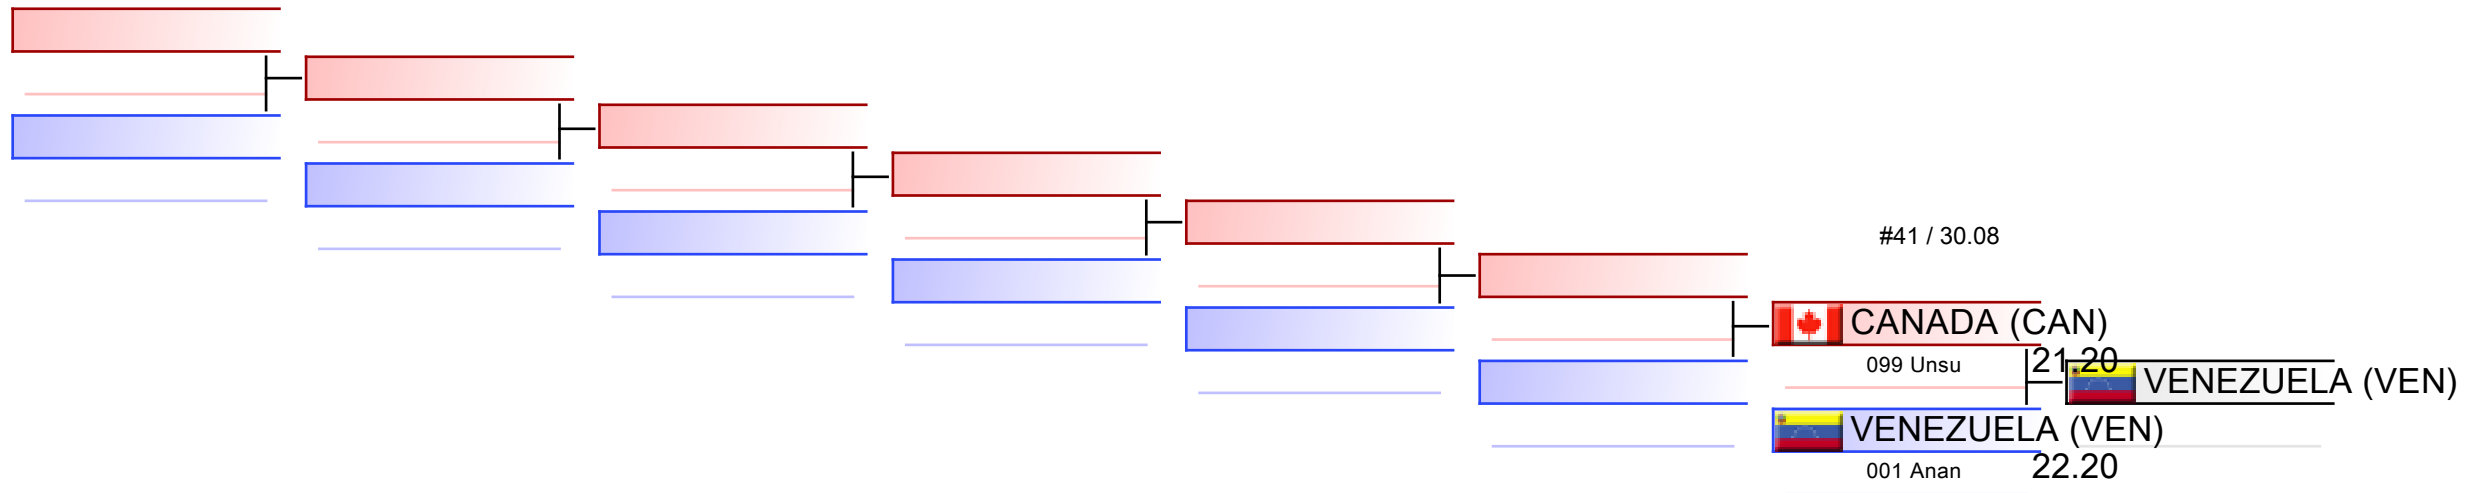 #41 / 30.08
CANADA (CAN)
099 Unsu 21.20
VENEZUELA (VEN)
VENEZUELA (VEN)
001 Anan 22.20